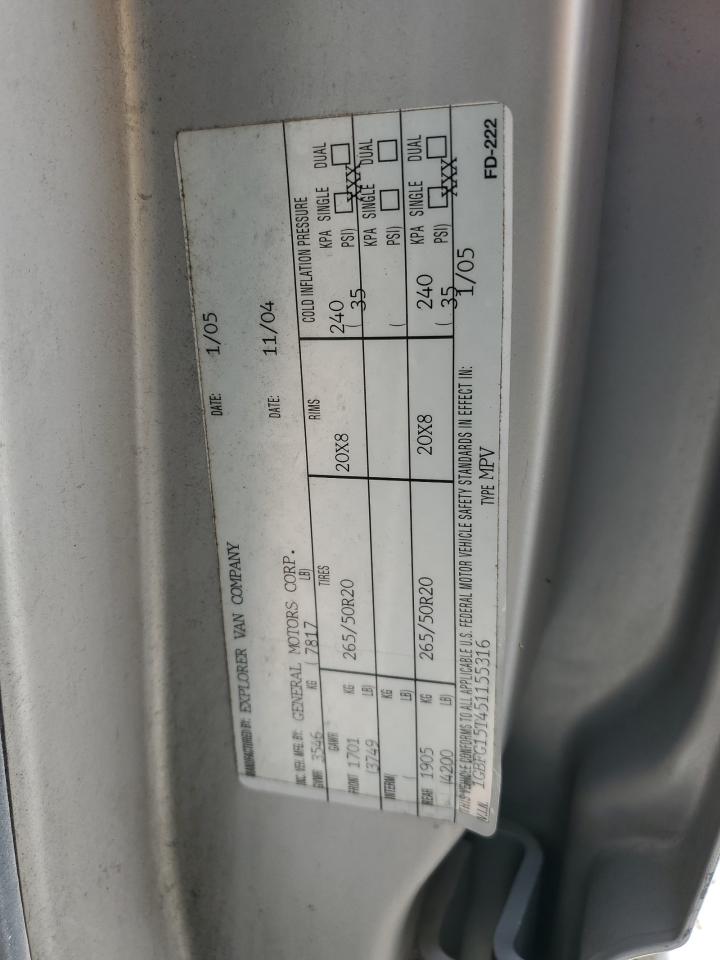 MANUFACTURED BY: EXPLORER VAN COMPANY DATE: 1/05
INC. VEH. MFG. BY: GENERAL MOTORS CORP. DATE: 11/04
GVWR 3546 KG ( 7817 LB)
GAWR TIRES RIMS COLD INFLATION PRESSURE
FRONT 1701 KG 265/50R20 20X8 240 KPA SINGLE DUAL
(3749 LB) ( 35 PSI) □ XXX □
INTERM( KG KPA SINGLE DUAL
( LB) ( PSI) □ □
REAR 1905 KG 265/50R20 20X8 240 KPA SINGLE DUAL
(4200 LB) ( 35 PSI) □ XXX □
THIS VEHICLE CONFORMS TO ALL APPLICABLE U.S. FEDERAL MOTOR VEHICLE SAFETY STANDARDS IN EFFECT IN: 1/05
V.I.N. 1GBFG15T451155316 TYPE MPV
FD-222